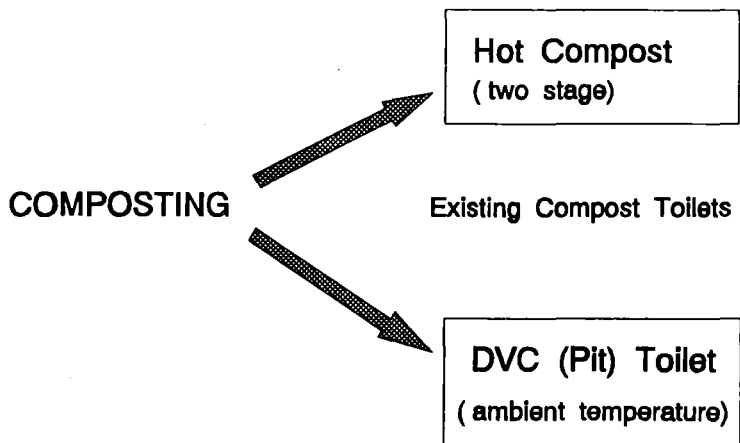 Hot Compost
( two stage)
COMPOSTING
Existing Compost Toilets
DVC (Pit) Toilet
( ambient temperature)